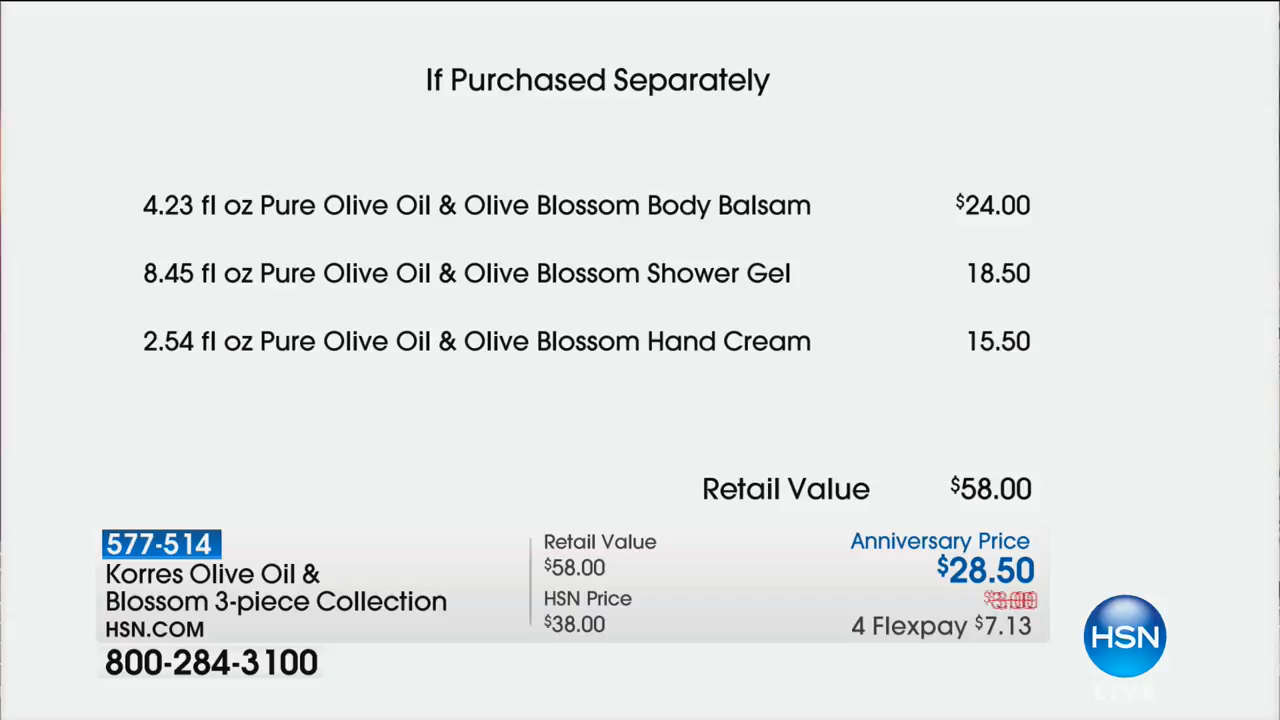 If Purchased Separately
4.23 fl oz Pure Olive Oil & Olive Blossom Body Balsam $24.00
8.45 fl oz Pure Olive Oil & Olive Blossom Shower Gel 18.50
2.54 fl oz Pure Olive Oil & Olive Blossom Hand Cream 15.50
Retail Value $58.00
577-514
Korres Olive Oil &
Blossom 3-piece Collection
HSN.COM
800-284-3100
Retail Value
$58.00
HSN Price
$38.00
Anniversary Price
$28.50
4 Flexpay $7.13
HSN
LIVE